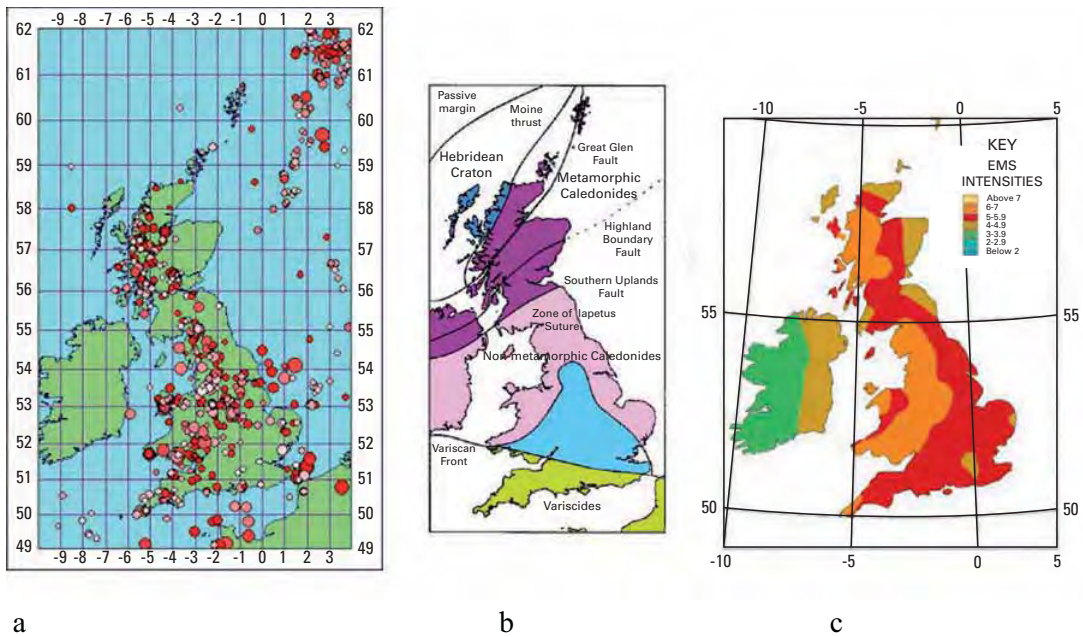 -9 -8 -7 -6 -5 -4 -3 -2 -1 0 1 2 3
62 62
61 61
60 60
59 59
58 58
57 57
56 56
55 55
54 54
53 53
52 52
51 51
50 50
49 49
-9 -8 -7 -6 -5 -4 -3 -2 -1 0 1 2 3
a
Passive
margin
Moine
thrust
Great Glen
Fault
Hebridean
Craton
Metamorphic
Caledonides
Highland
Boundary
Fault
Southern Uplands
Fault
Zone of Iapetus
Suture
Non-metamorphic Caledonides
Variscan
Front
Variscides
b
-10 -5 0 5
KEY
EMS
INTENSITIES
Above 7
6-7
5-5.9
4-4.9
3-3.9
2-2.9
Below 2
55 55
50 50
-10 -5 0 5
c